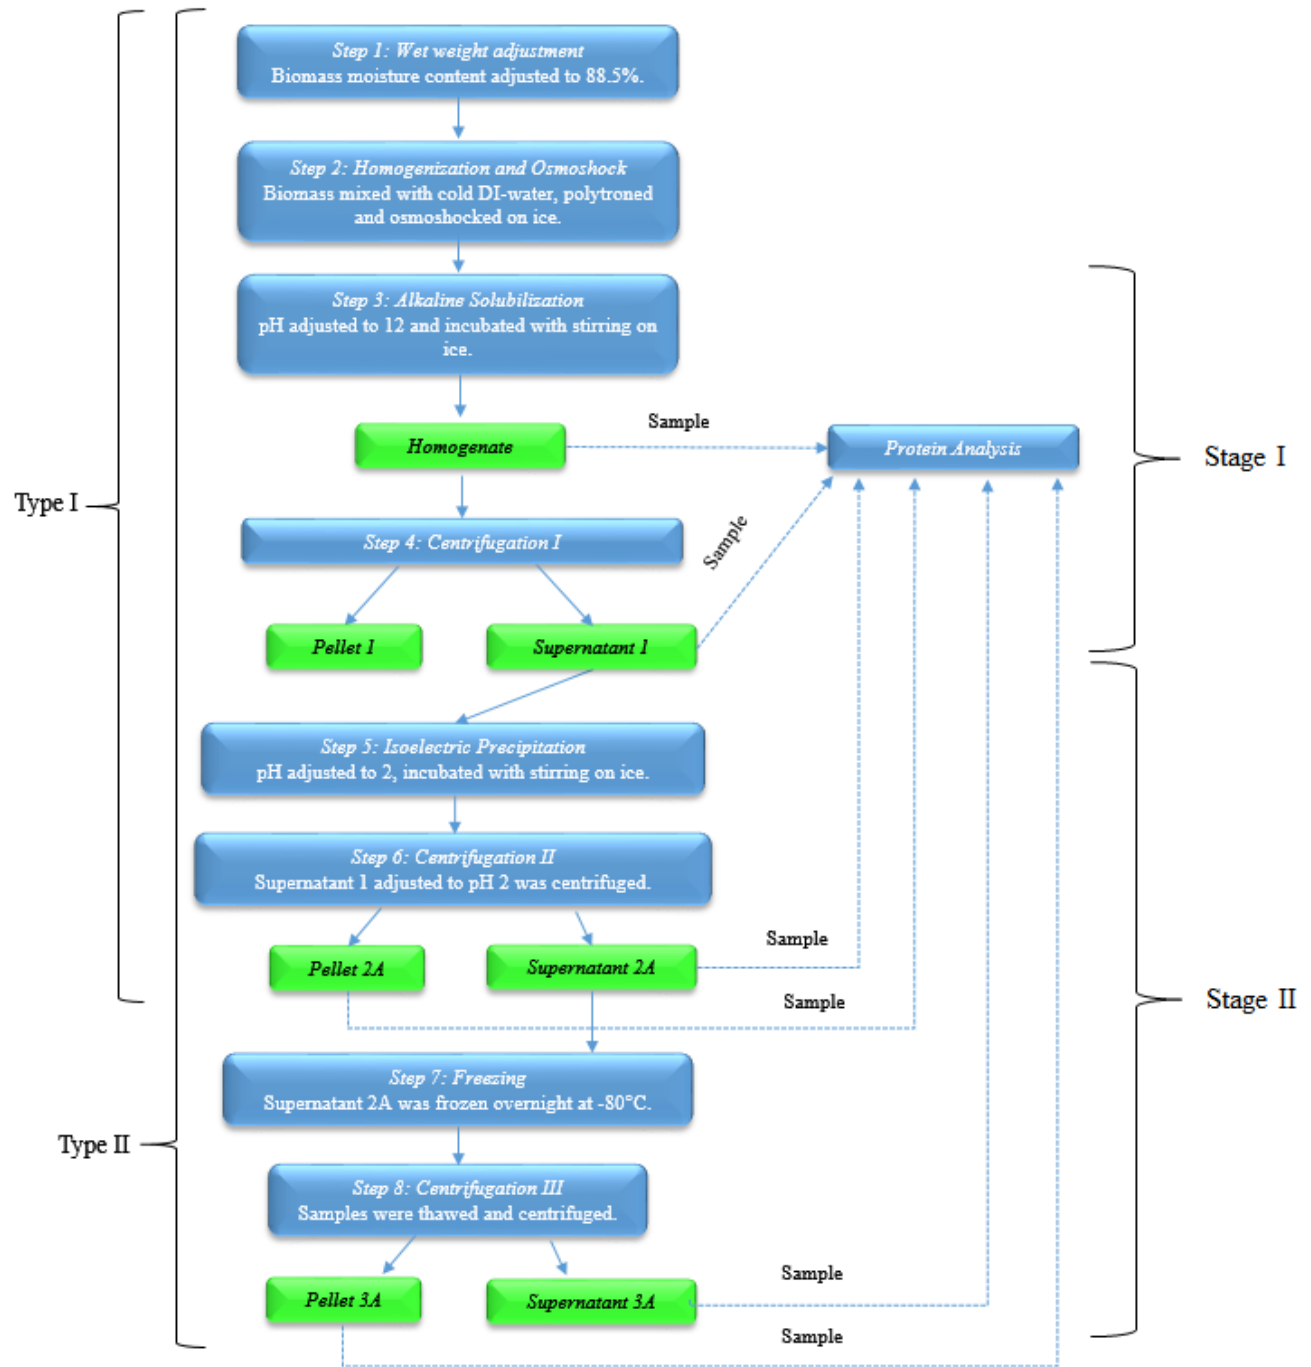 Step 1: Wet weight adjustment
Biomass moisture content adjusted to 88.5%.
Step 2: Homogenization and Osmoshock
Biomass mixed with cold DI-water, polytroned
and osmoshocked on ice.
Step 3: Alkaline Solubilization
pH adjusted to 12 and incubated with stirring on
ice.
Homogenate
Sample
Protein Analysis
Stage I
Type I
Step 4: Centrifugation I
Sample
Pellet 1
Supernatant 1
Step 5: Isoelectric Precipitation
pH adjusted to 2, incubated with stirring on ice.
Step 6: Centrifugation II
Supernatant 1 adjusted to pH 2 was centrifuged.
Sample
Pellet 2A
Supernatant 2A
Sample
Stage II
Step 7: Freezing
Supernatant 2A was frozen overnight at -80°C.
Type II
Step 8: Centrifugation III
Samples were thawed and centrifuged.
Sample
Pellet 3A
Supernatant 3A
Sample